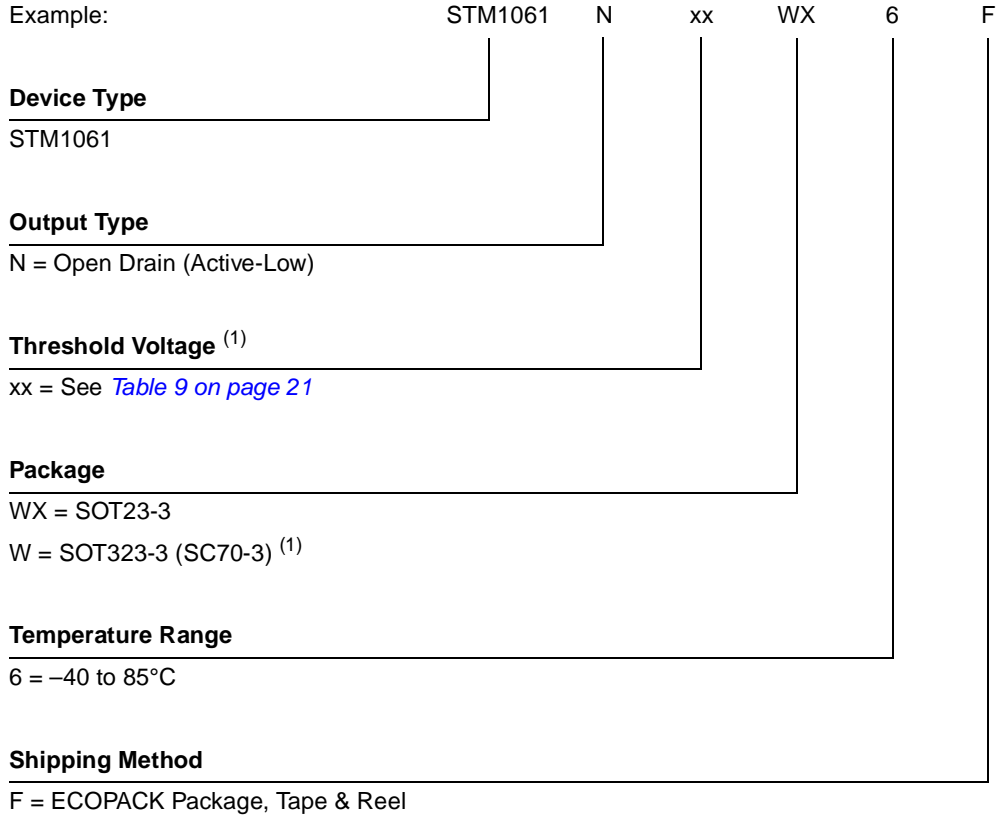 Example: STM1061 N xx WX 6 F
Device Type
STM1061
Output Type
N = Open Drain (Active-Low)
Threshold Voltage (1)
xx = See Table 9 on page 21
Package
WX = SOT23-3
W = SOT323-3 (SC70-3) (1)
Temperature Range
6 = –40 to 85°C
Shipping Method
F = ECOPACK Package, Tape & Reel